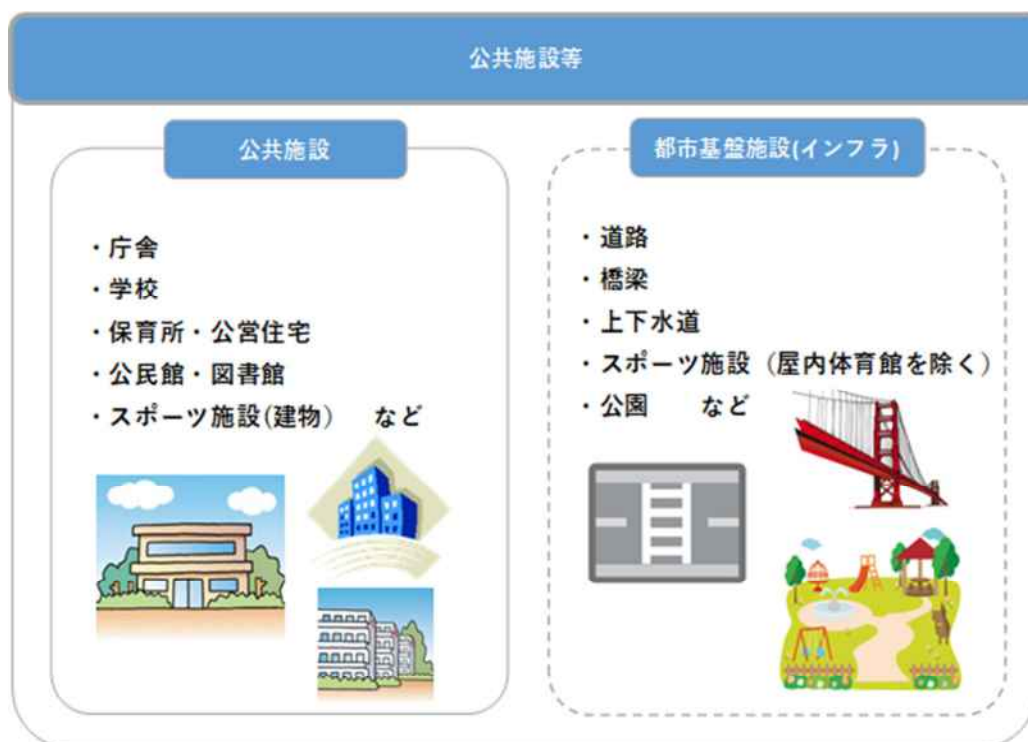 公共施設等
公共施設
・庁舎
・学校
・保育所・公営住宅
・公民館・図書館
・スポーツ施設(建物)　など
都市基盤施設(インフラ)
・道路
・橋梁
・上下水道
・スポーツ施設（屋内体育館を除く）
・公園　　など